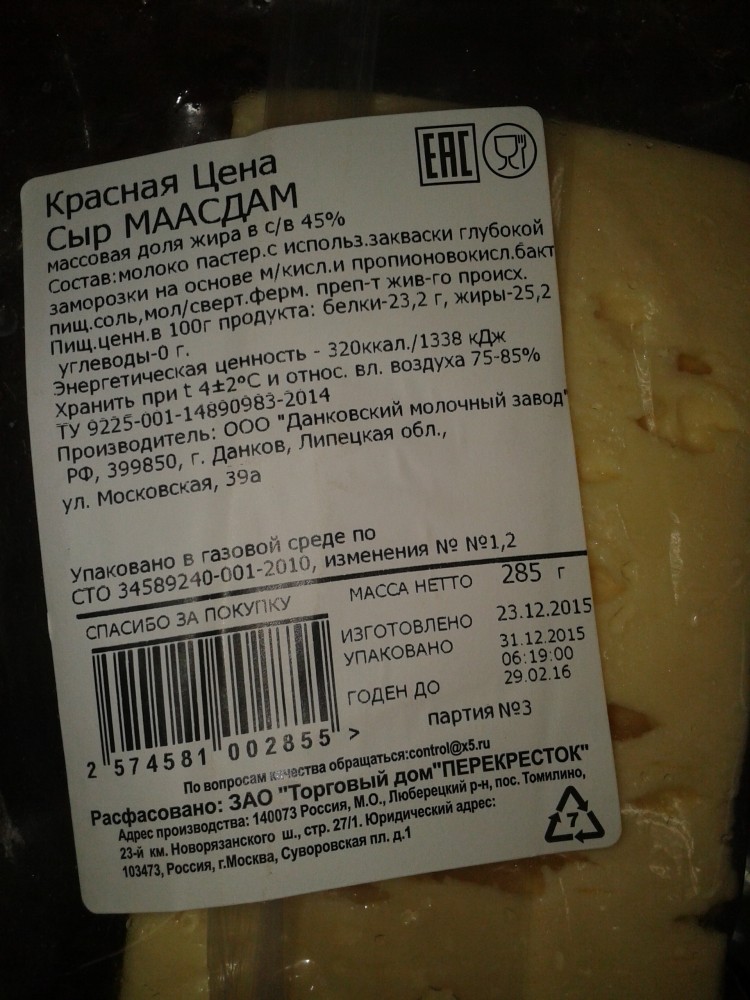 EAC
Красная Цена
Сыр МААСДАМ
массовая доля жира в с/в 45%
Состав:молоко пастер.с использ.закваски глубокой
заморозки на основе м/кисл.и пропионовокисл.бакт
пищ.соль,мол/сверт.ферм. преп-т жив-го происх.
Пищ.ценн.в 100г продукта: белки-23,2 г, жиры-25,2
углеводы-0 г.
Энергетическая ценность - 320ккал./1338 кДж
Хранить при t 4±2°С и относ. вл. воздуха 75-85%
ТУ 9225-001-14890983-2014
Производитель: ООО "Данковский молочный завод"
РФ, 399850, г. Данков, Липецкая обл.,
ул. Московская, 39а
Упаковано в газовой среде по
СТО 34589240-001-2010, изменения № №1,2
СПАСИБО ЗА ПОКУПКУ
МАССА НЕТТО 285 г
ИЗГОТОВЛЕНО 23.12.2015
УПАКОВАНО 31.12.2015
06:19:00
ГОДЕН ДО 29.02.16
партия №3
2 574581 002855 >
По вопросам качества обращаться:control@x5.ru
Расфасовано: ЗАО "Торговый дом"ПЕРЕКРЕСТОК"
Адрес производства: 140073 Россия, М.О., Люберецкий р-н, пос. Томилино,
23-й км. Новорязанского ш., стр. 27/1. Юридический адрес:
103473, Россия, г.Москва, Суворовская пл. д.1
7